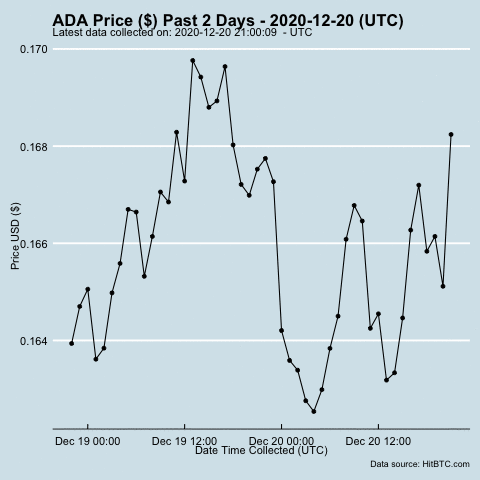 ADA Price ($) Past 2 Days - 2020-12-20 (UTC)
Latest data collected on: 2020-12-20 21:00:09 - UTC
0.170
0.168
0.166
0.164
Price USD ($)
Dec 19 00:00 Dec 19 12:00 Dec 20 00:00 Dec 20 12:00
Date Time Collected (UTC)
Data source: HitBTC.com